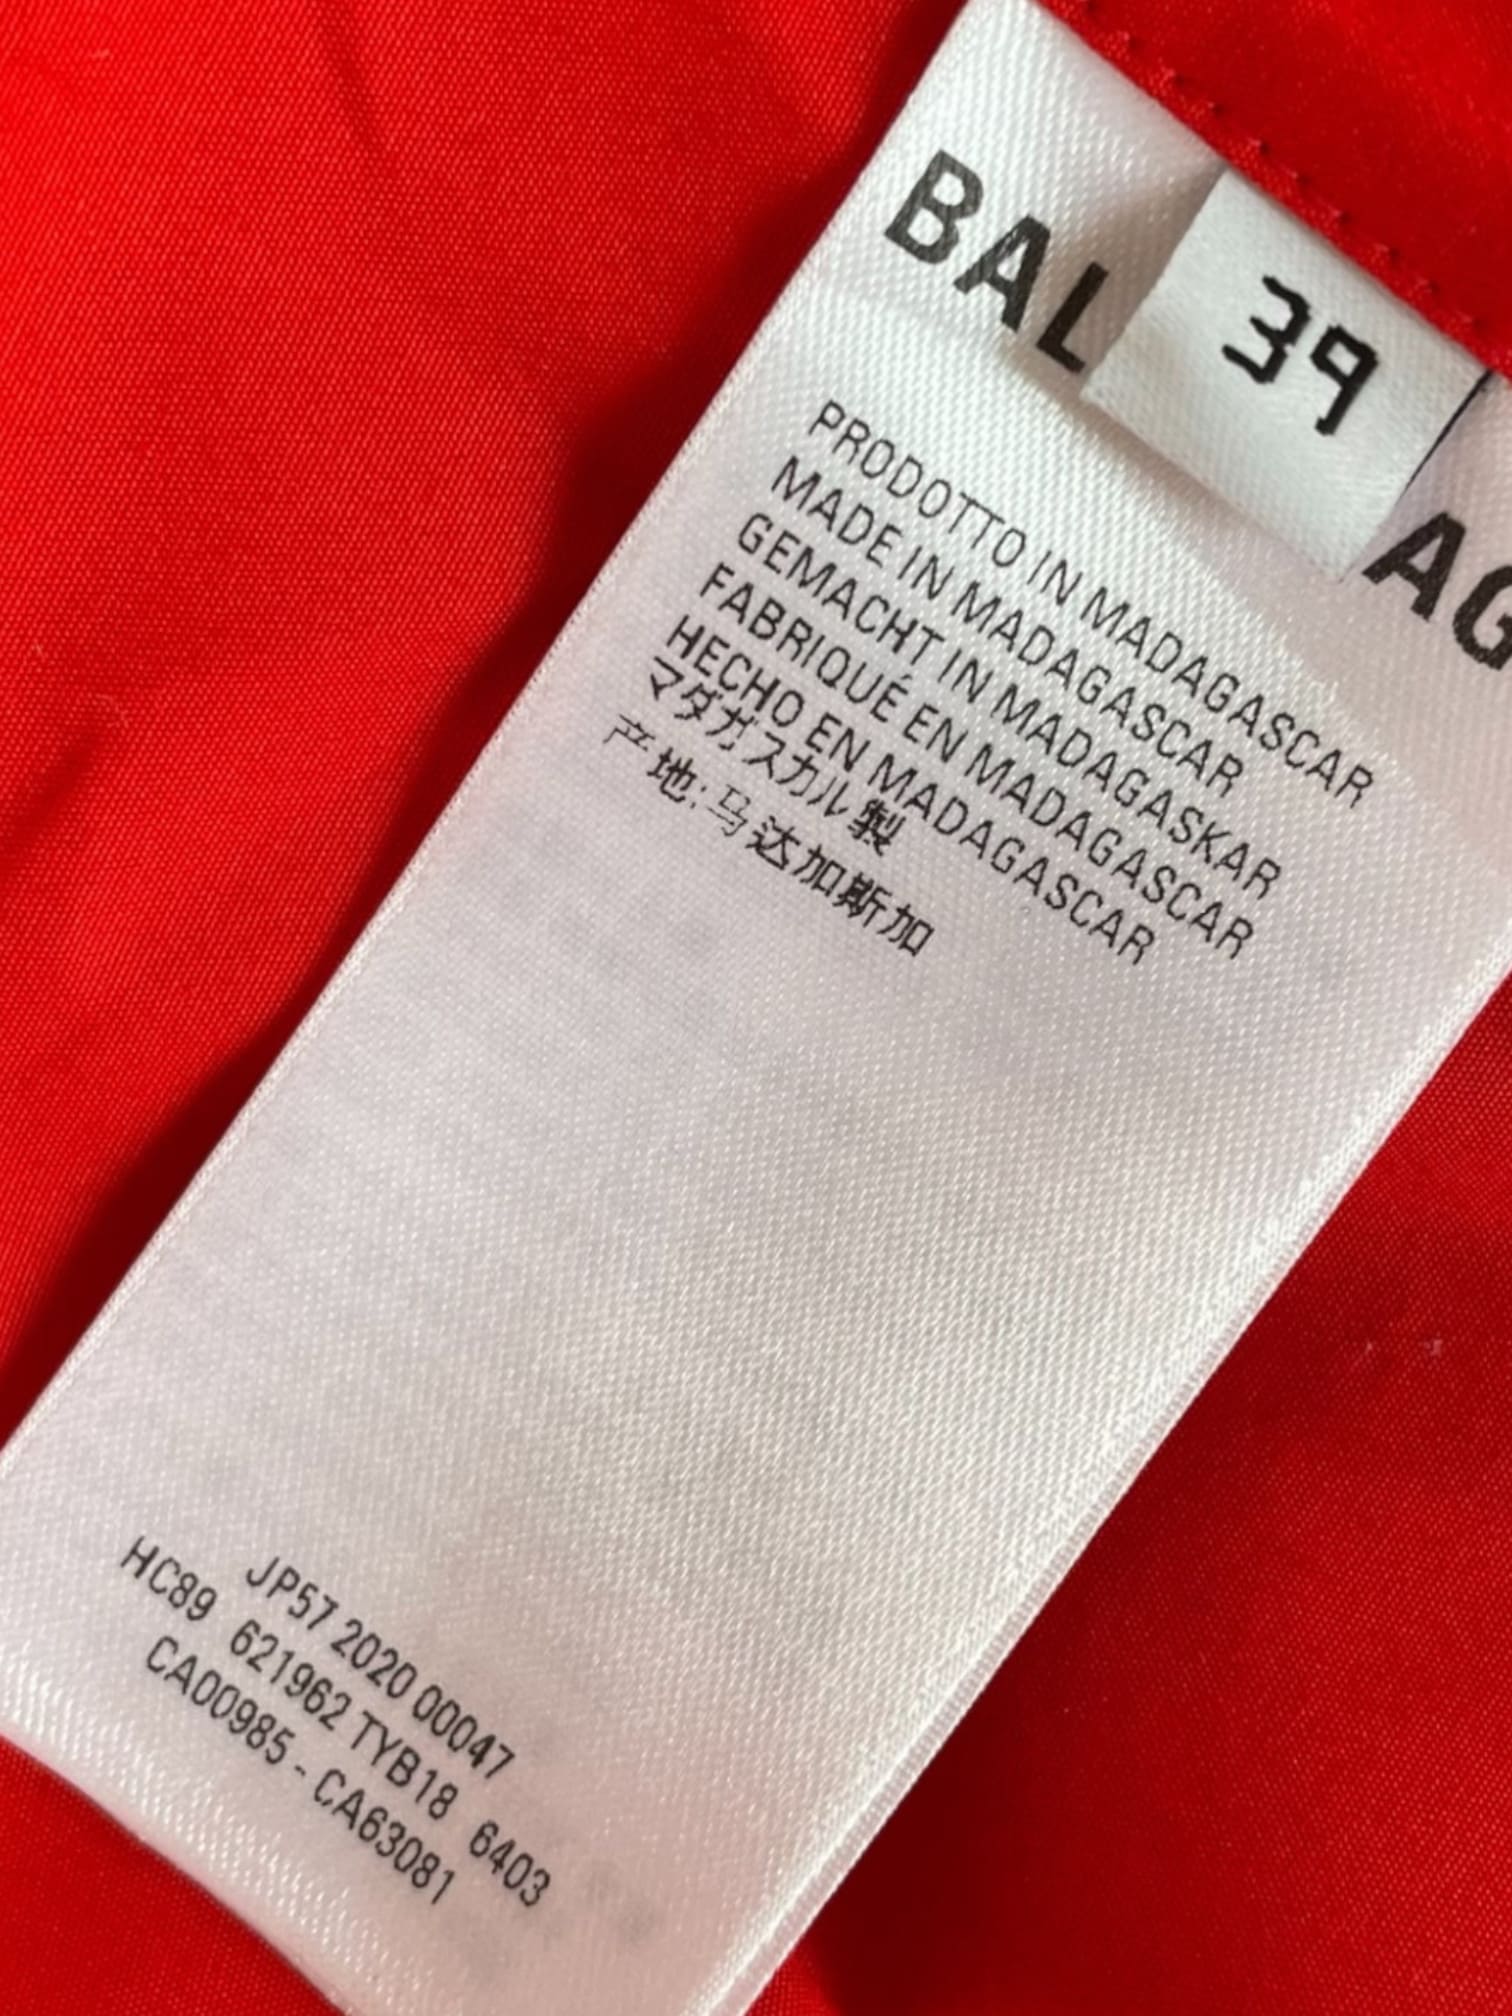 BAL
39
AG
PRODOTTO IN MADAGASCAR
MADE IN MADAGASCAR
GEMACHT IN MADAGASKAR
FABRIQUÉ EN MADAGASCAR
HECHO EN MADAGASCAR
マダガスカル製
产地:马达加斯加
JP57 2020 00047
HC89 621962 TYB18 6403
CA00985 - CA63081